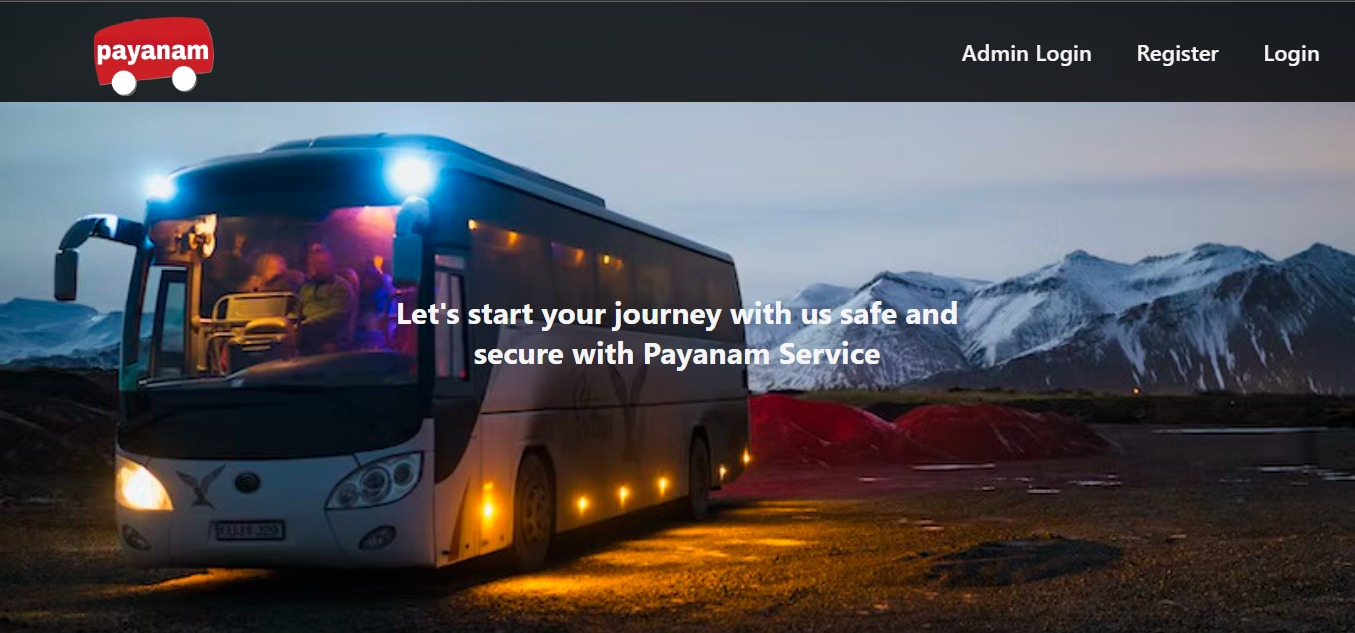 payanam
Admin Login
Register
Login
Let's start your journey with us safe and
secure with Payanam Service